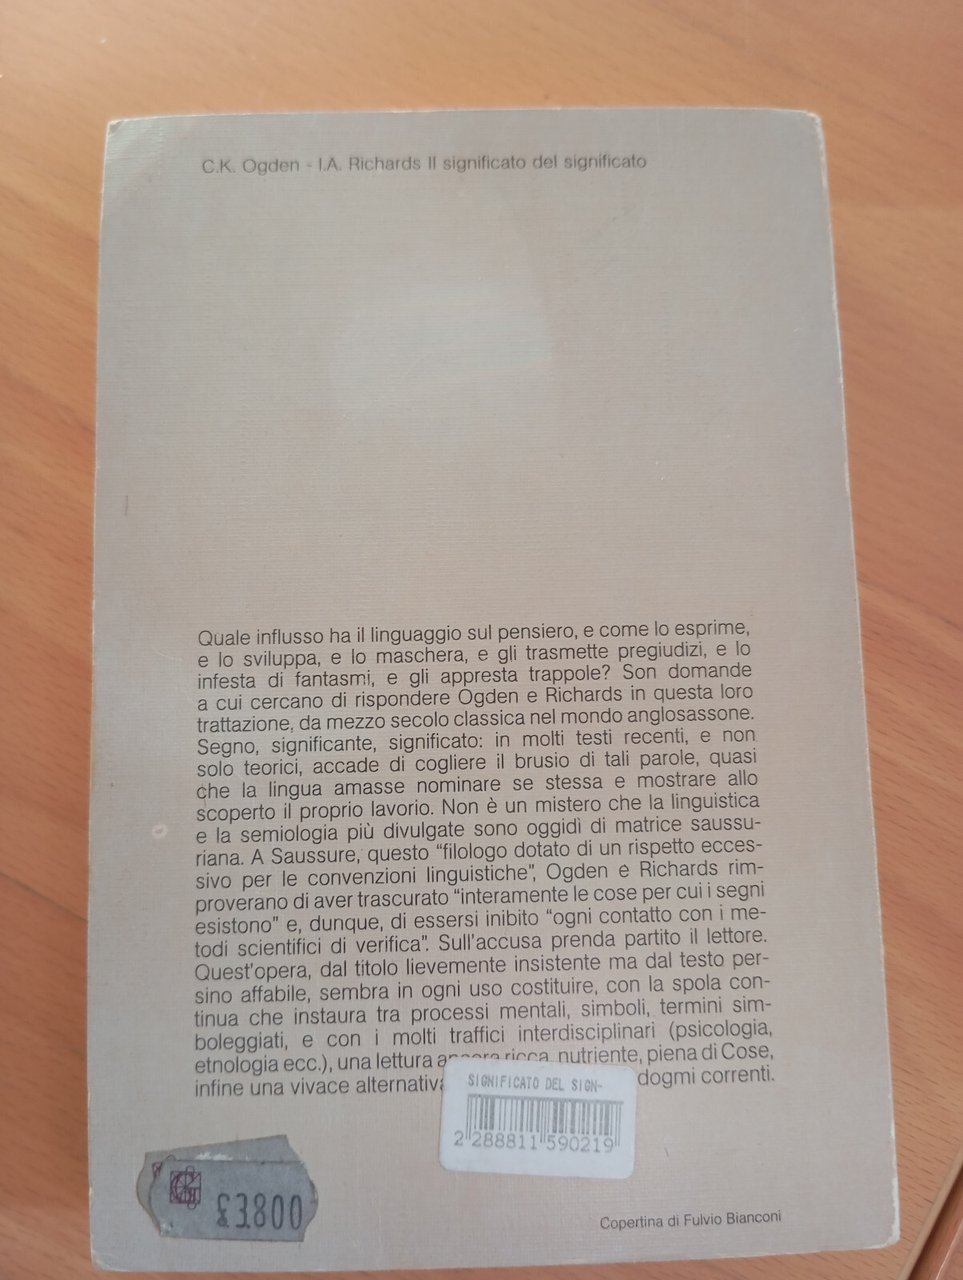 C.K. Ogden - I.A. Richards Il significato del significato
Quale influsso ha il linguaggio sul pensiero, e come lo esprime,
e lo sviluppa, e lo maschera, e gli trasmette pregiudizi, e lo
infesta di fantasmi, e gli appresta trappole? Son domande
a cui cercano di rispondere Ogden e Richards in questa loro
trattazione, da mezzo secolo classica nel mondo anglosassone.
Segno, significante, significato: in molti testi recenti, e non
solo teorici, accade di cogliere il brusio di tali parole, quasi
che la lingua amasse nominare se stessa e mostrare allo
scoperto il proprio lavorio. Non è un mistero che la linguistica
e la semiologia più divulgate sono oggidì di matrice saussu-
riana. A Saussure, questo "filologo dotato di un rispetto ecces-
sivo per le convenzioni linguistiche", Ogden e Richards rim-
proverano di aver trascurato "interamente le cose per cui i segni
esistono" e, dunque, di essersi inibito "ogni contatto con i me-
todi scientifici di verifica". Sull'accusa prenda partito il lettore.
Quest'opera, dal titolo lievemente insistente ma dal testo per-
sino affabile, sembra in ogni uso costituire, con la spola con-
tinua che instaura tra processi mentali, simboli, termini sim-
boleggiati, e con i molti traffici interdisciplinari (psicologia,
etnologia ecc.), una lettura ancora ricca, nutriente, piena di Cose,
infine una vivace alternativa dogmi correnti.
SIGNIFICATO DEL SIGN-
2 288811 590219
£3800
Copertina di Fulvio Bianconi